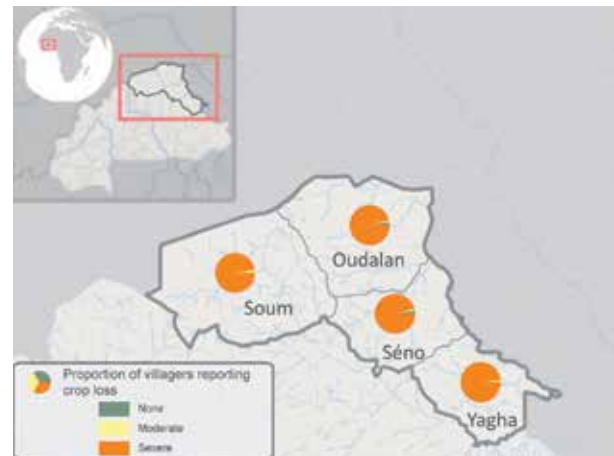 Oudalan
Soum
Séno
Yagha
Proportion of villagers reporting
crop loss
None
Moderate
Severe